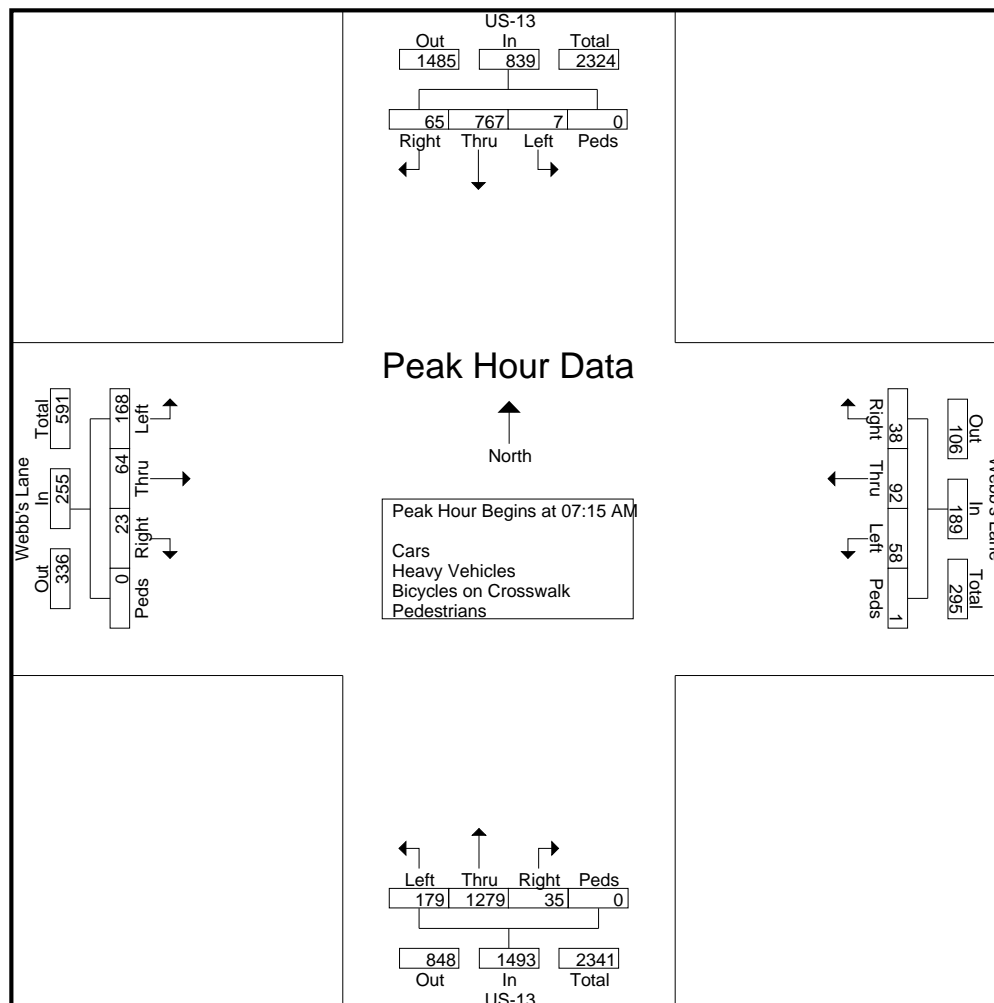 US-13
Out In Total
1485 839 2324
65 767 7 0
Right Thru Left Peds
Peak Hour Data
North
Peak Hour Begins at 07:15 AM
Cars
Heavy Vehicles
Bicycles on Crosswalk
Pedestrians
Webb's Lane
Out In Total
336 255 591
0 23 64 168
Peds Right Thru Left
Out In Total
106 189 295
38 92 58 1
Right Thru Left Peds
Left Thru Right Peds
179 1279 35 0
848 1493 2341
Out In Total
US-13